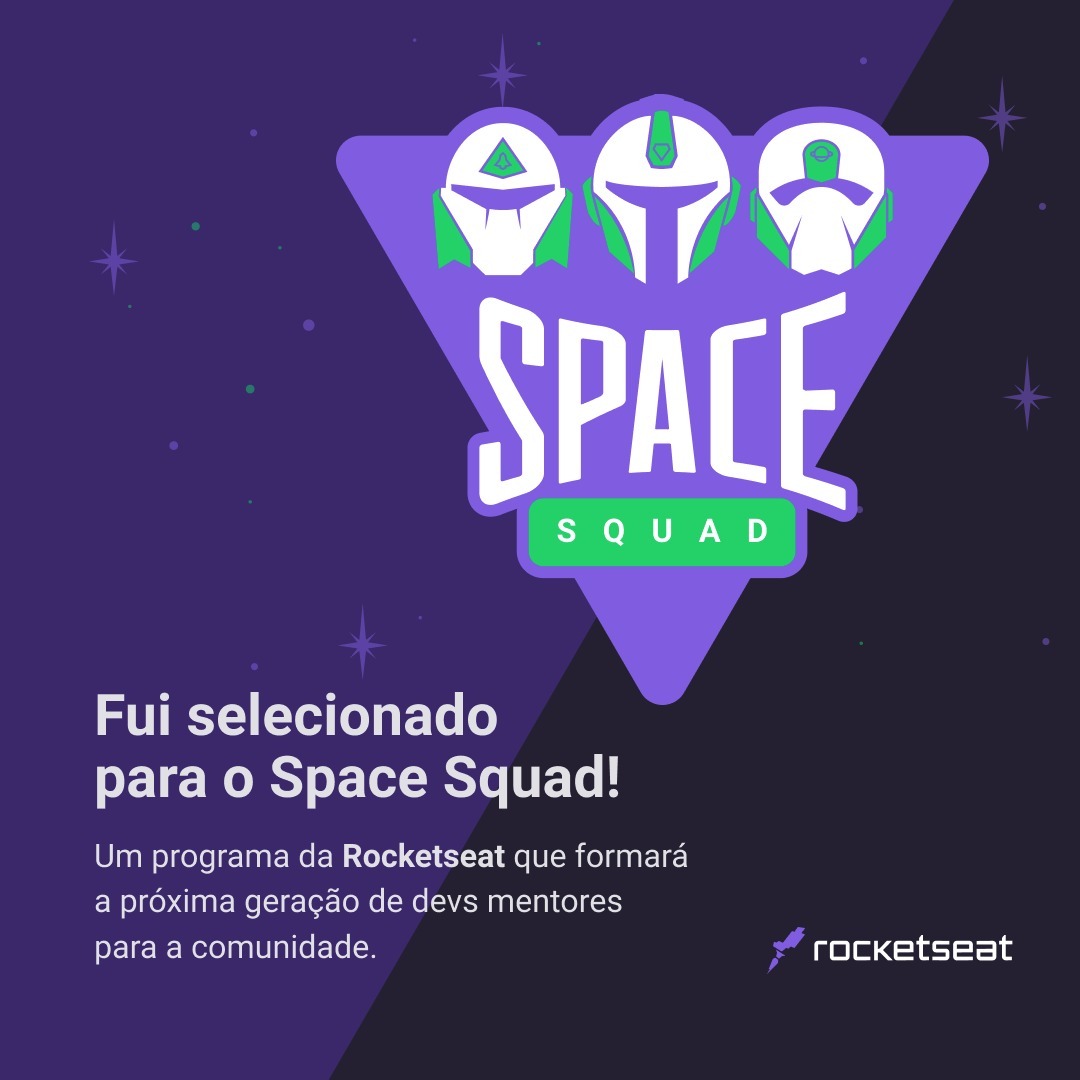 SPACE
SQUAD
Fui selecionado
para o Space Squad!
Um programa da Rocketseat que formará
a próxima geração de devs mentores
para a comunidade.
rocketseat